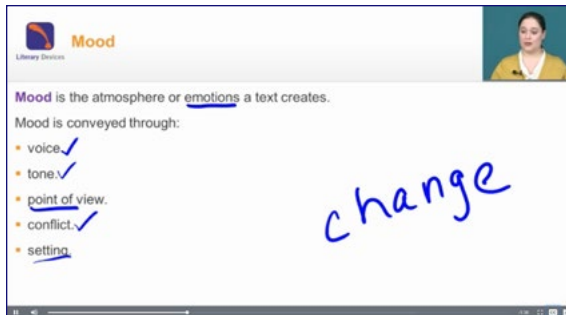 Mood
Literary Devices
Mood is the atmosphere or emotions a text creates.
Mood is conveyed through:
• voice.
• tone.
• point of view.
• conflict.
• setting.
change